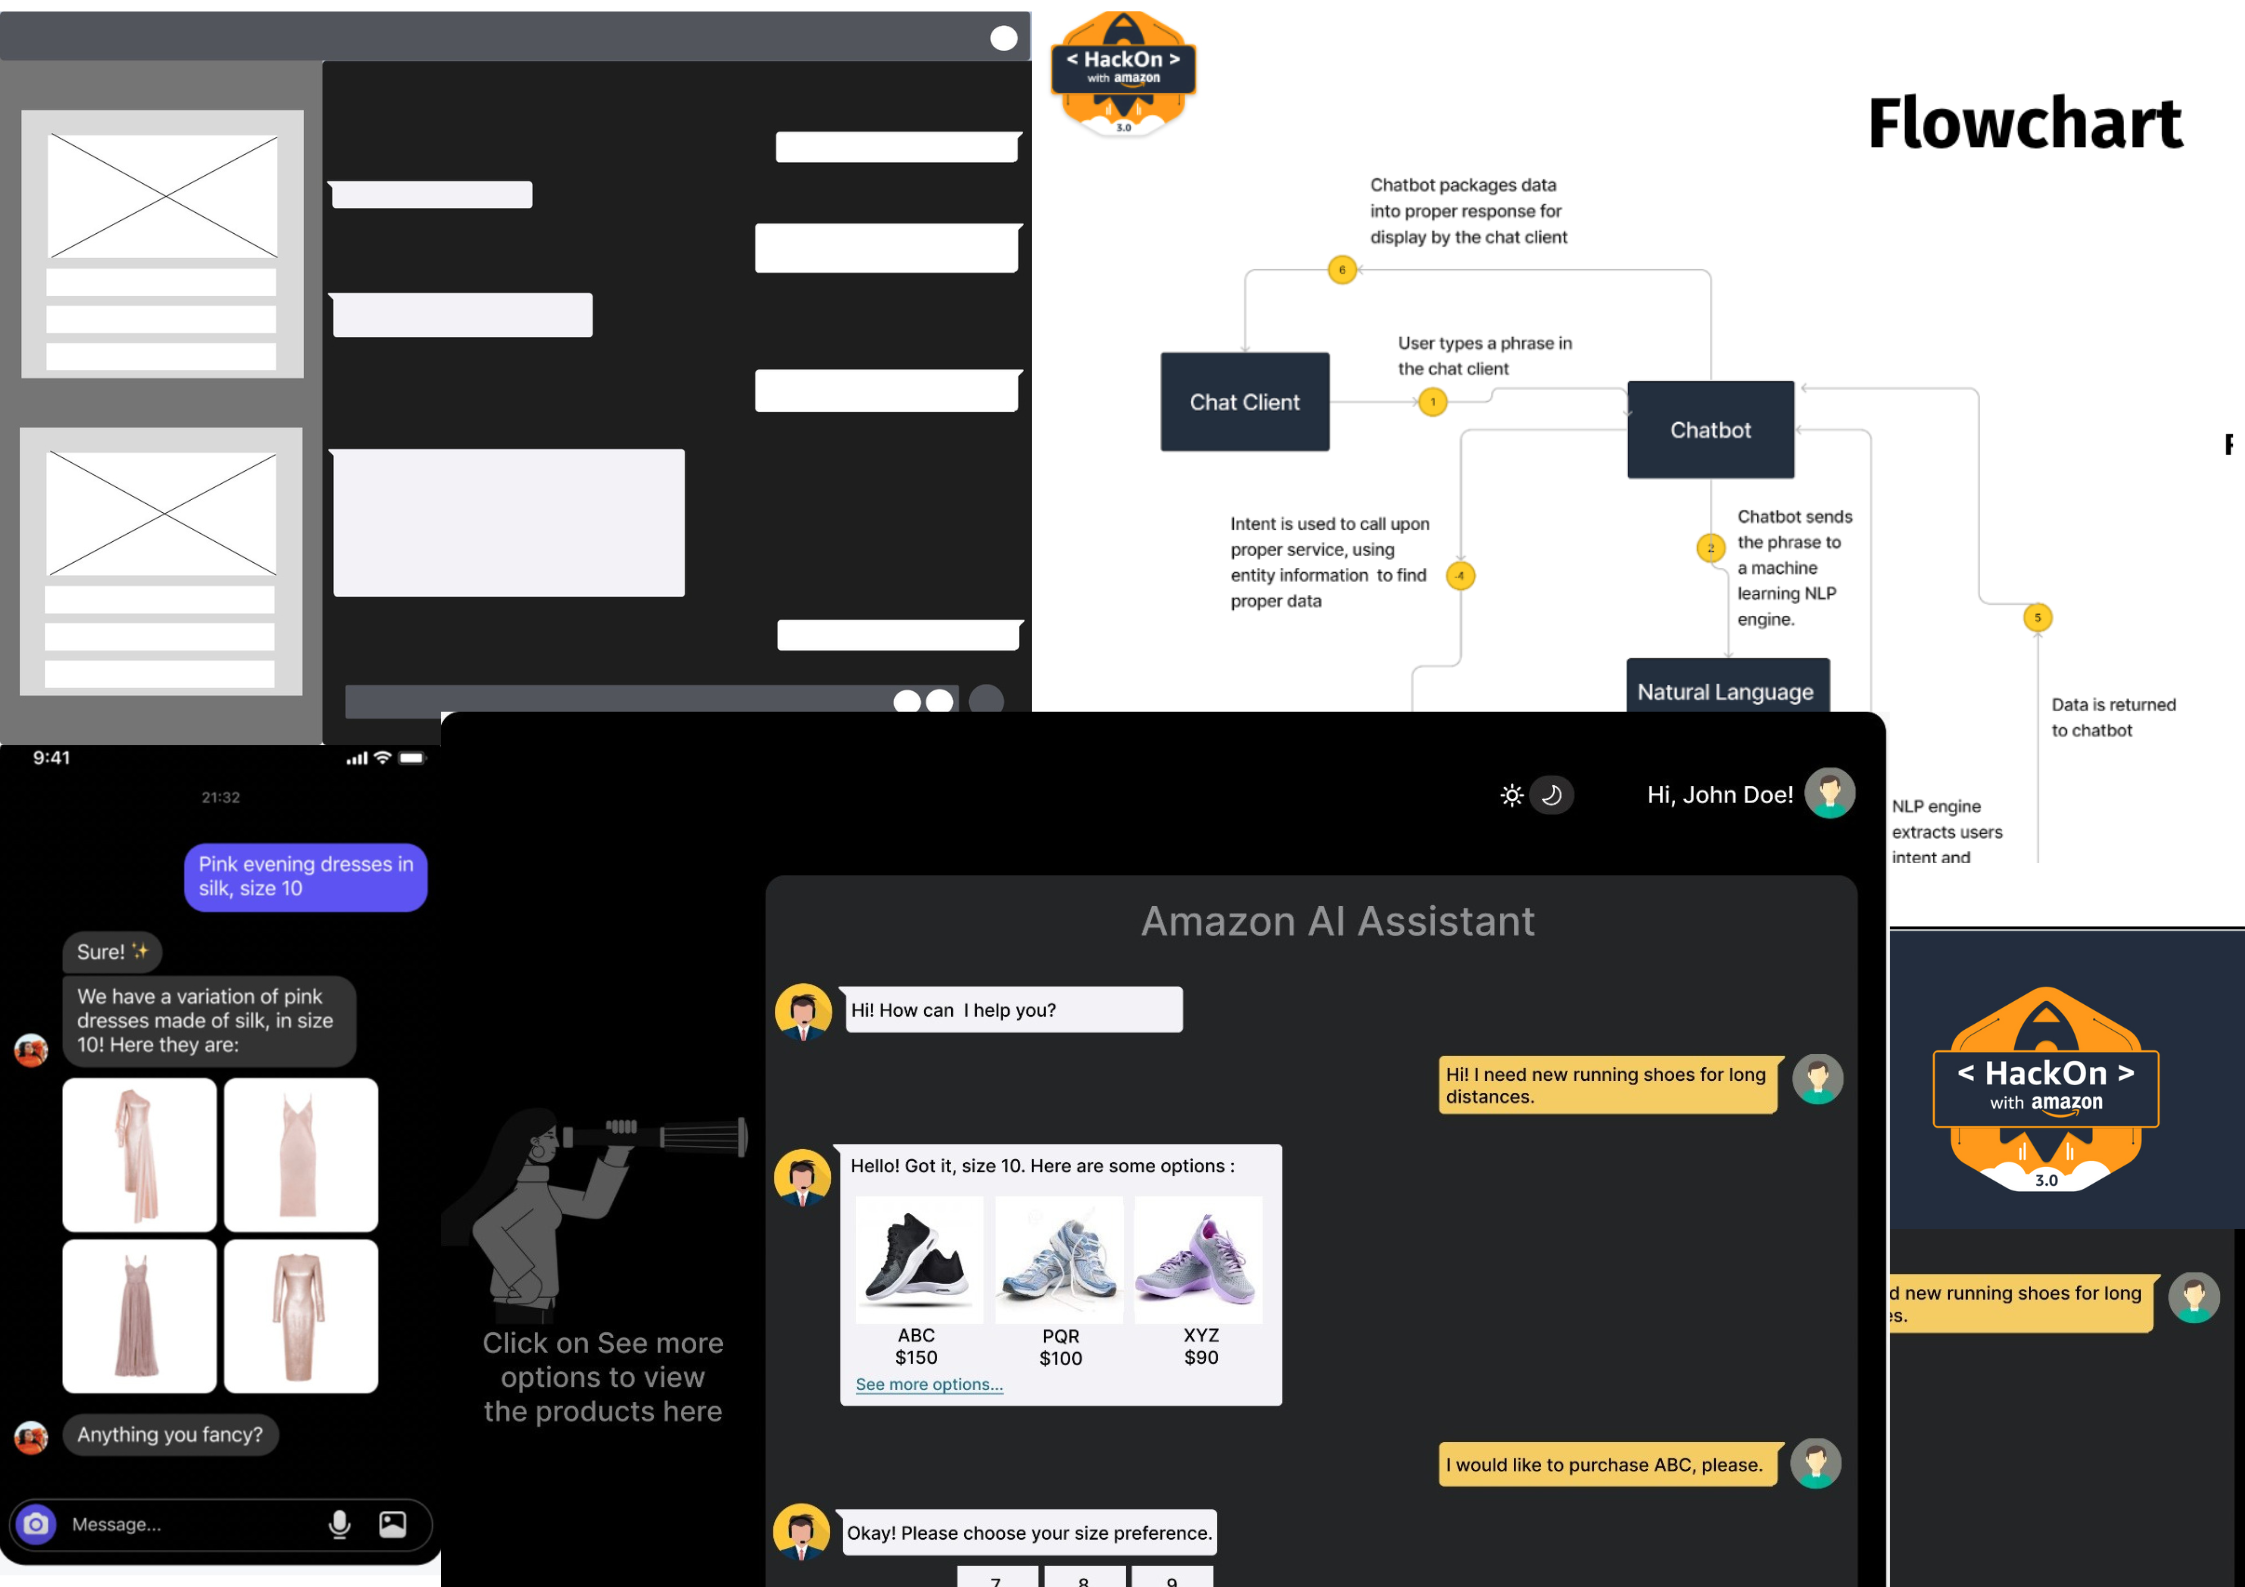 < HackOn >
with amazon
3.0
Flowchart
Chatbot packages data
into proper response for
display by the chat client
6
User types a phrase in
the chat client
Chat Client
1
Chatbot
Intent is used to call upon
proper service, using
entity information to find
proper data
4
2
Chatbot sends
the phrase to
a machine
learning NLP
engine.
5
Natural Language
Data is returned
to chatbot
NLP engine
extracts users
intent and
9:41
21:32
Pink evening dresses in
silk, size 10
Sure!
We have a variation of pink
dresses made of silk, in size
10! Here they are:
Anything you fancy?
Message...
Hi, John Doe!
Amazon AI Assistant
Hi! How can I help you?
Hi! I need new running shoes for long
distances.
Hello! Got it, size 10. Here are some options :
ABC
$150
PQR
$100
XYZ
$90
See more options...
Click on See more
options to view
the products here
I would like to purchase ABC, please.
Okay! Please choose your size preference.
7 8 9
< HackOn >
with amazon
3.0
d new running shoes for long
es.